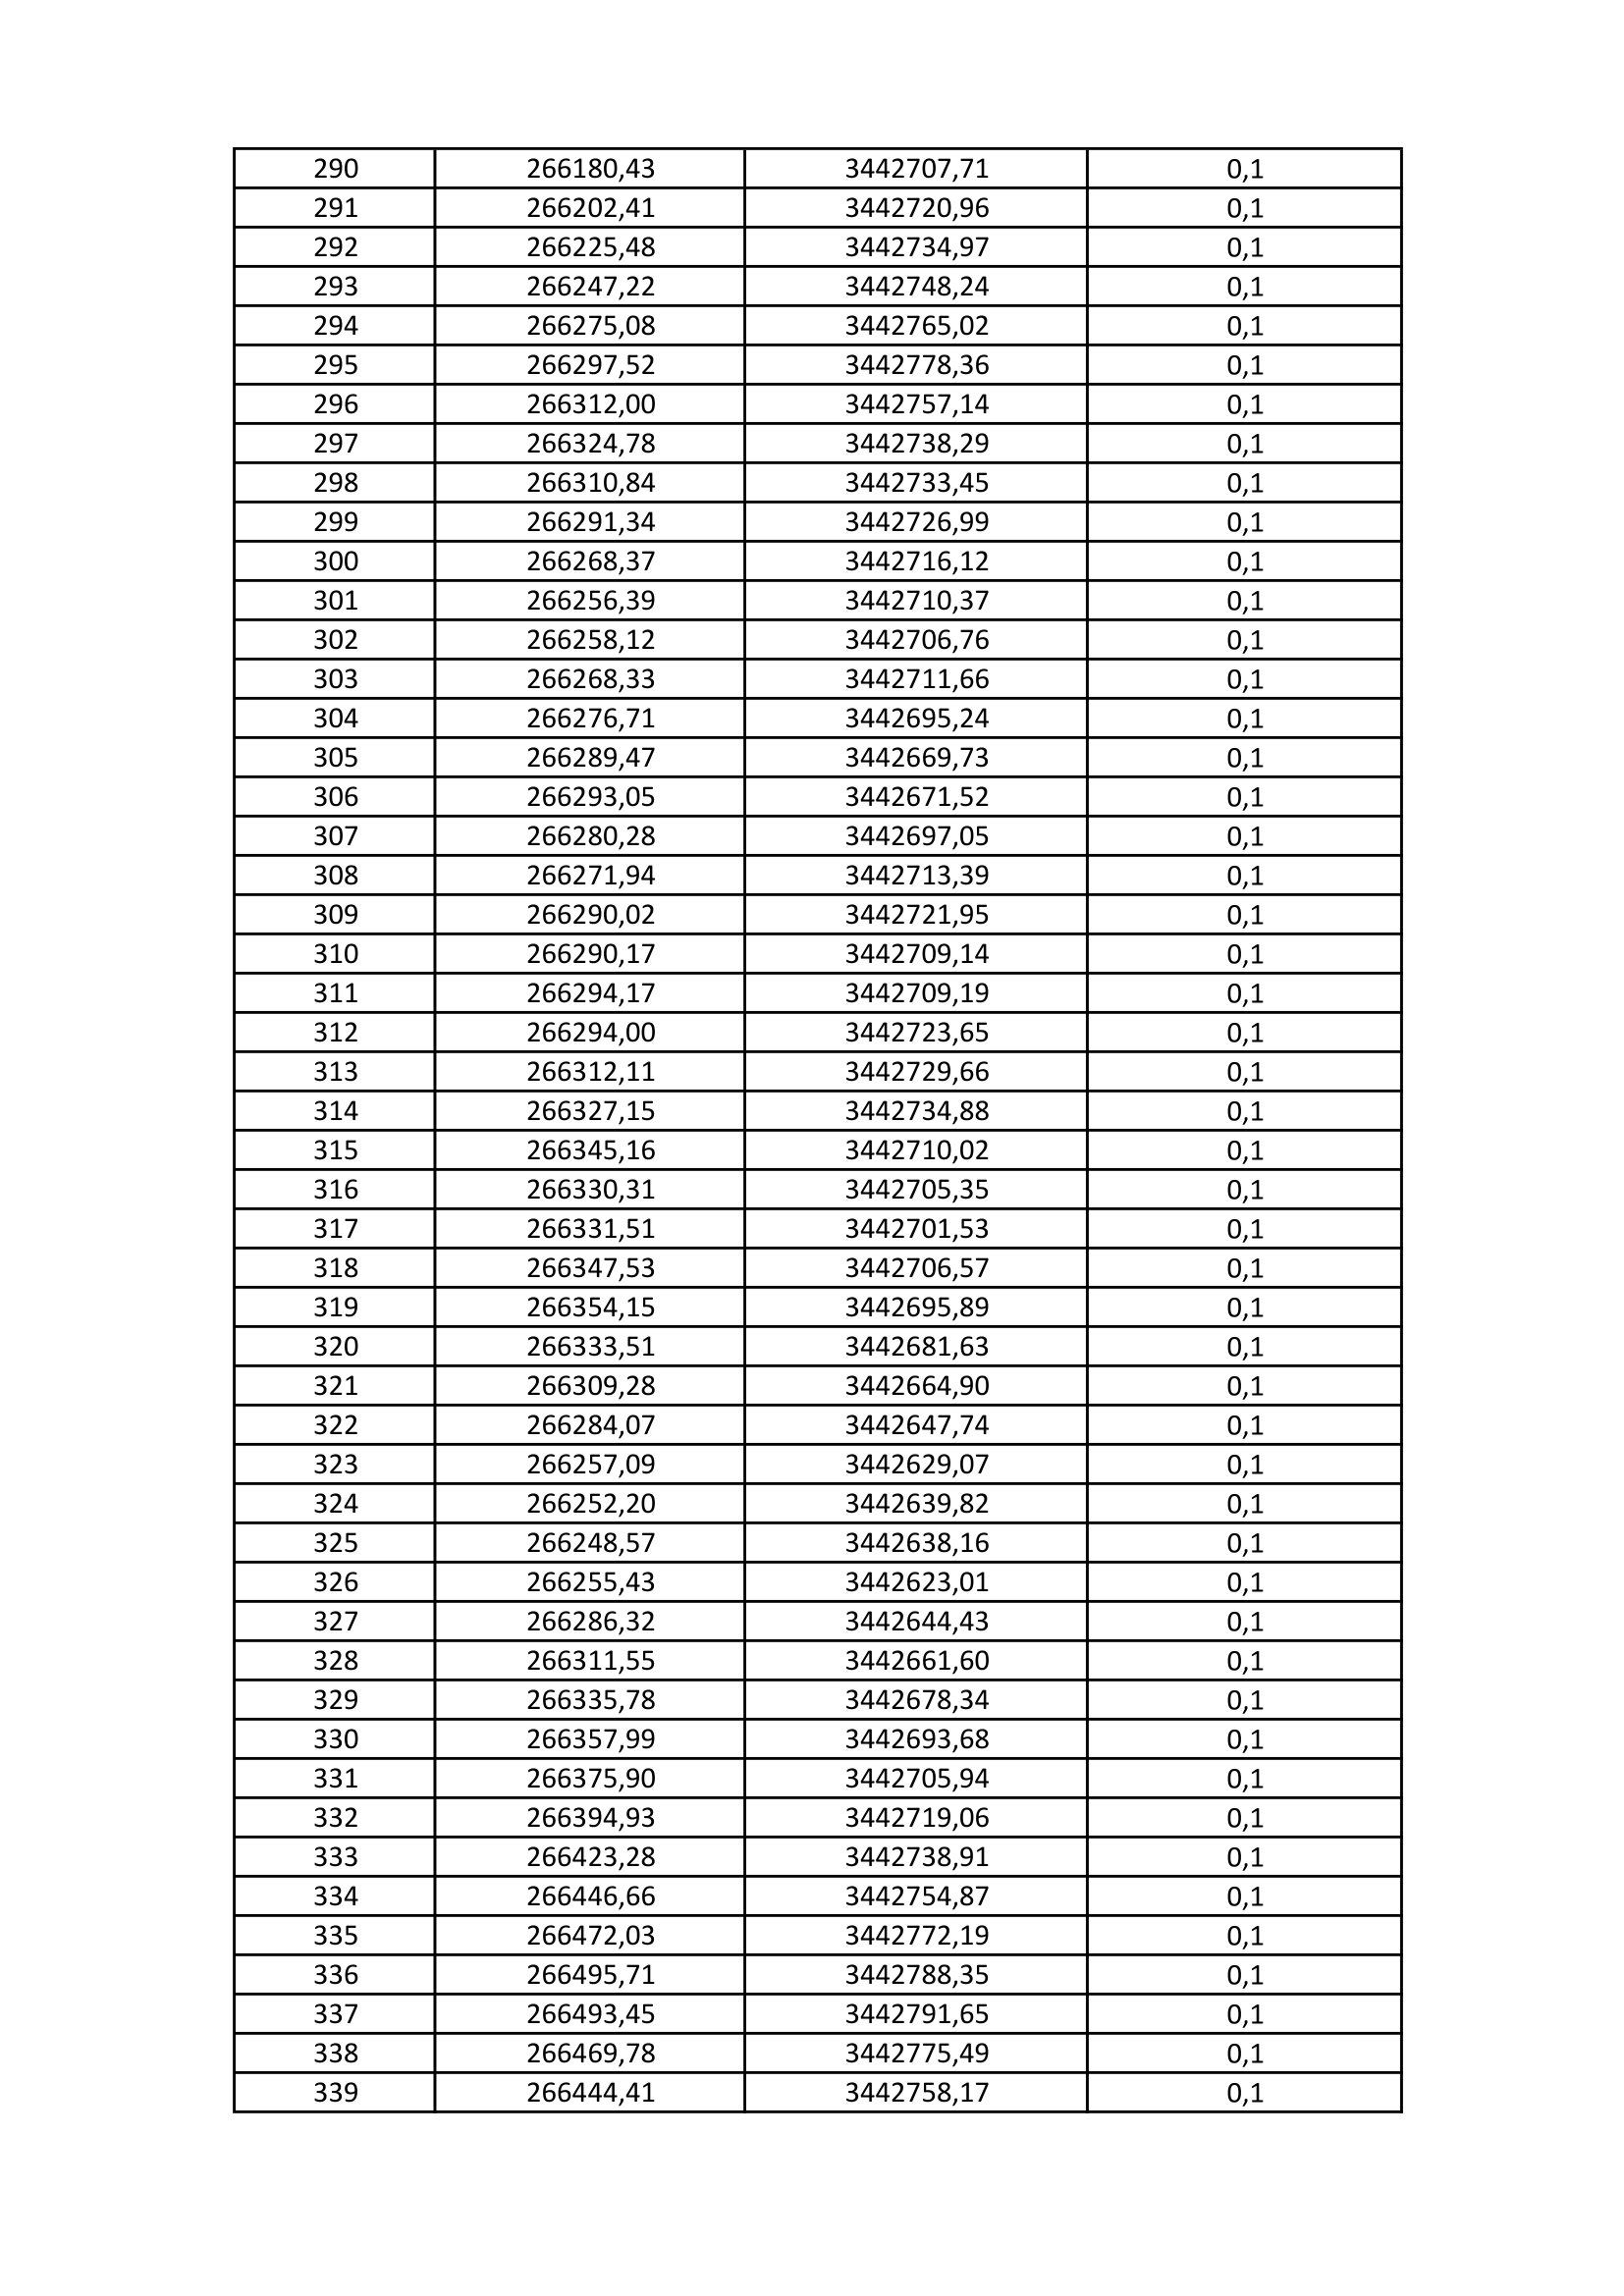 290 266180,43 3442707,71 0,1
291 266202,41 3442720,96 0,1
292 266225,48 3442734,97 0,1
293 266247,22 3442748,24 0,1
294 266275,08 3442765,02 0,1
295 266297,52 3442778,36 0,1
296 266312,00 3442757,14 0,1
297 266324,78 3442738,29 0,1
298 266310,84 3442733,45 0,1
299 266291,34 3442726,99 0,1
300 266268,37 3442716,12 0,1
301 266256,39 3442710,37 0,1
302 266258,12 3442706,76 0,1
303 266268,33 3442711,66 0,1
304 266276,71 3442695,24 0,1
305 266289,47 3442669,73 0,1
306 266293,05 3442671,52 0,1
307 266280,28 3442697,05 0,1
308 266271,94 3442713,39 0,1
309 266290,02 3442721,95 0,1
310 266290,17 3442709,14 0,1
311 266294,17 3442709,19 0,1
312 266294,00 3442723,65 0,1
313 266312,11 3442729,66 0,1
314 266327,15 3442734,88 0,1
315 266345,16 3442710,02 0,1
316 266330,31 3442705,35 0,1
317 266331,51 3442701,53 0,1
318 266347,53 3442706,57 0,1
319 266354,15 3442695,89 0,1
320 266333,51 3442681,63 0,1
321 266309,28 3442664,90 0,1
322 266284,07 3442647,74 0,1
323 266257,09 3442629,07 0,1
324 266252,20 3442639,82 0,1
325 266248,57 3442638,16 0,1
326 266255,43 3442623,01 0,1
327 266286,32 3442644,43 0,1
328 266311,55 3442661,60 0,1
329 266335,78 3442678,34 0,1
330 266357,99 3442693,68 0,1
331 266375,90 3442705,94 0,1
332 266394,93 3442719,06 0,1
333 266423,28 3442738,91 0,1
334 266446,66 3442754,87 0,1
335 266472,03 3442772,19 0,1
336 266495,71 3442788,35 0,1
337 266493,45 3442791,65 0,1
338 266469,78 3442775,49 0,1
339 266444,41 3442758,17 0,1